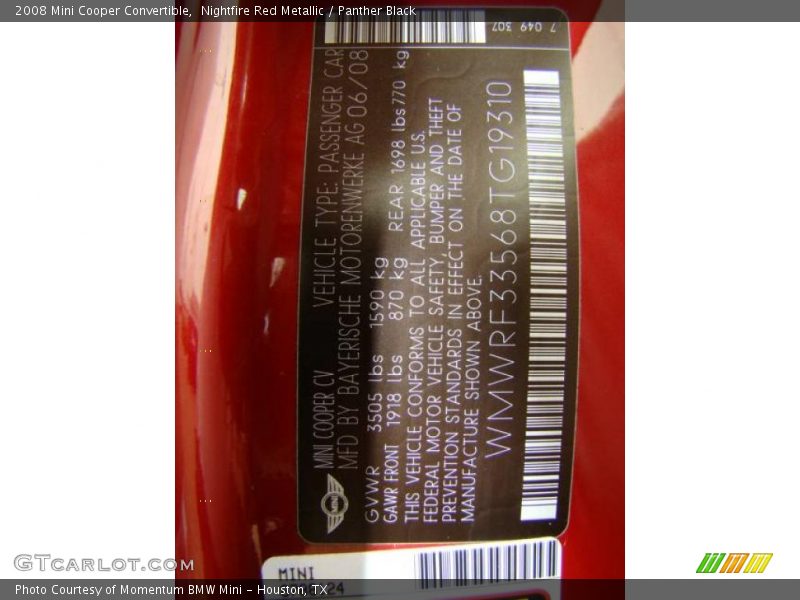 2008 Mini Cooper Convertible,  Nightfire Red Metallic / Panther Black
7 049 307
MINI COOPER CV VEHICLE TYPE: PASSENGER CAR
MFD BY BAYERISCHE MOTORENWERKE AG 06/08
GVWR 3505 lbs 1590 kg
GAWR FRONT 1918 lbs 870 kg REAR 1698 lbs 770 kg
THIS VEHICLE CONFORMS TO ALL APPLICABLE U.S.
FEDERAL MOTOR VEHICLE SAFETY, BUMPER AND THEFT
PREVENTION STANDARDS IN EFFECT ON THE DATE OF
MANUFACTURE SHOWN ABOVE.
WMWRF33568TG19310
MINI
GTCarlot.com
Photo Courtesy of Momentum BMW Mini - Houston, TX